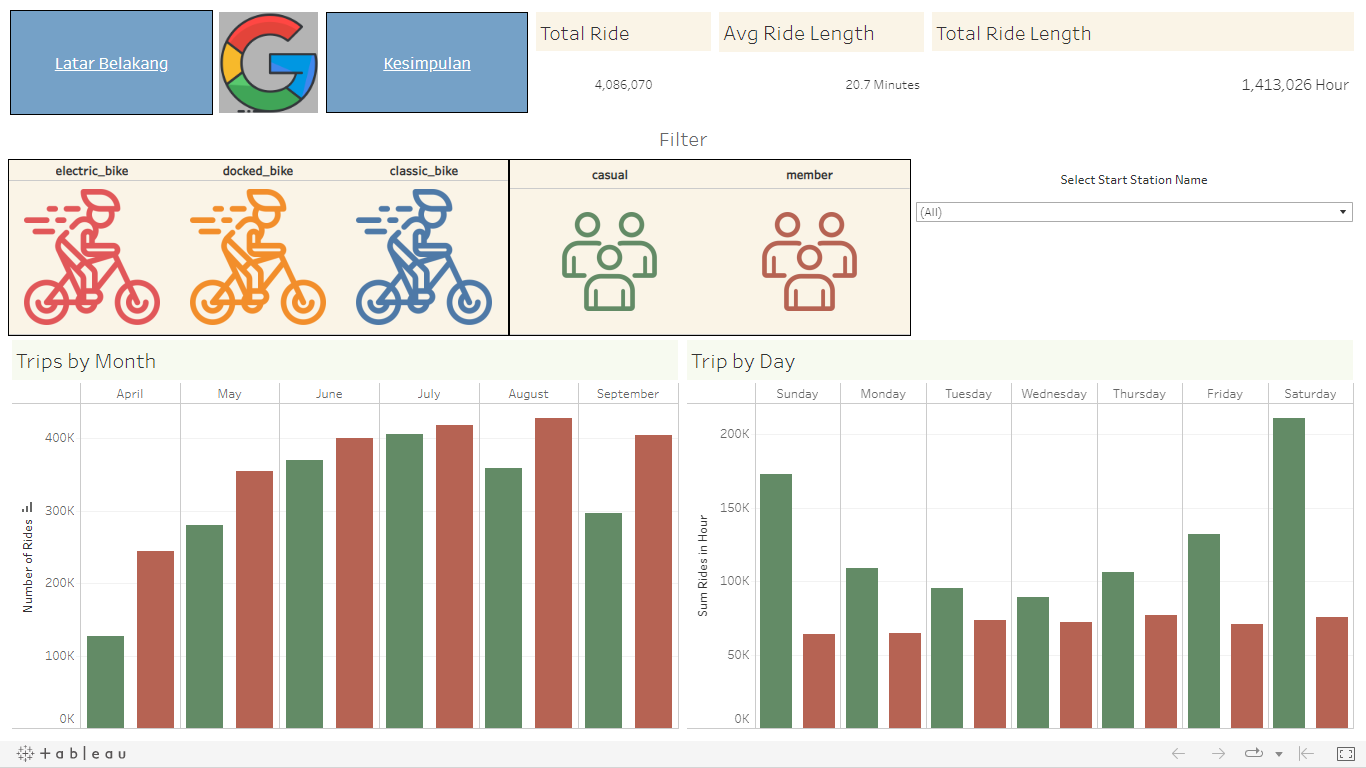 Latar Belakang
Kesimpulan
Total Ride
Avg Ride Length
Total Ride Length
4,086,070
20.7 Minutes
1,413,026 Hour
Filter
electric_bike
docked_bike
classic_bike
casual
member
Select Start Station Name
(All)
Trips by Month
April
May
June
July
August
September
Number of Rides
400K
300K
200K
100K
0K
Trip by Day
Sunday
Monday
Tuesday
Wednesday
Thursday
Friday
Saturday
Sum Rides in Hour
200K
150K
100K
50K
0K
+ a b | e a u